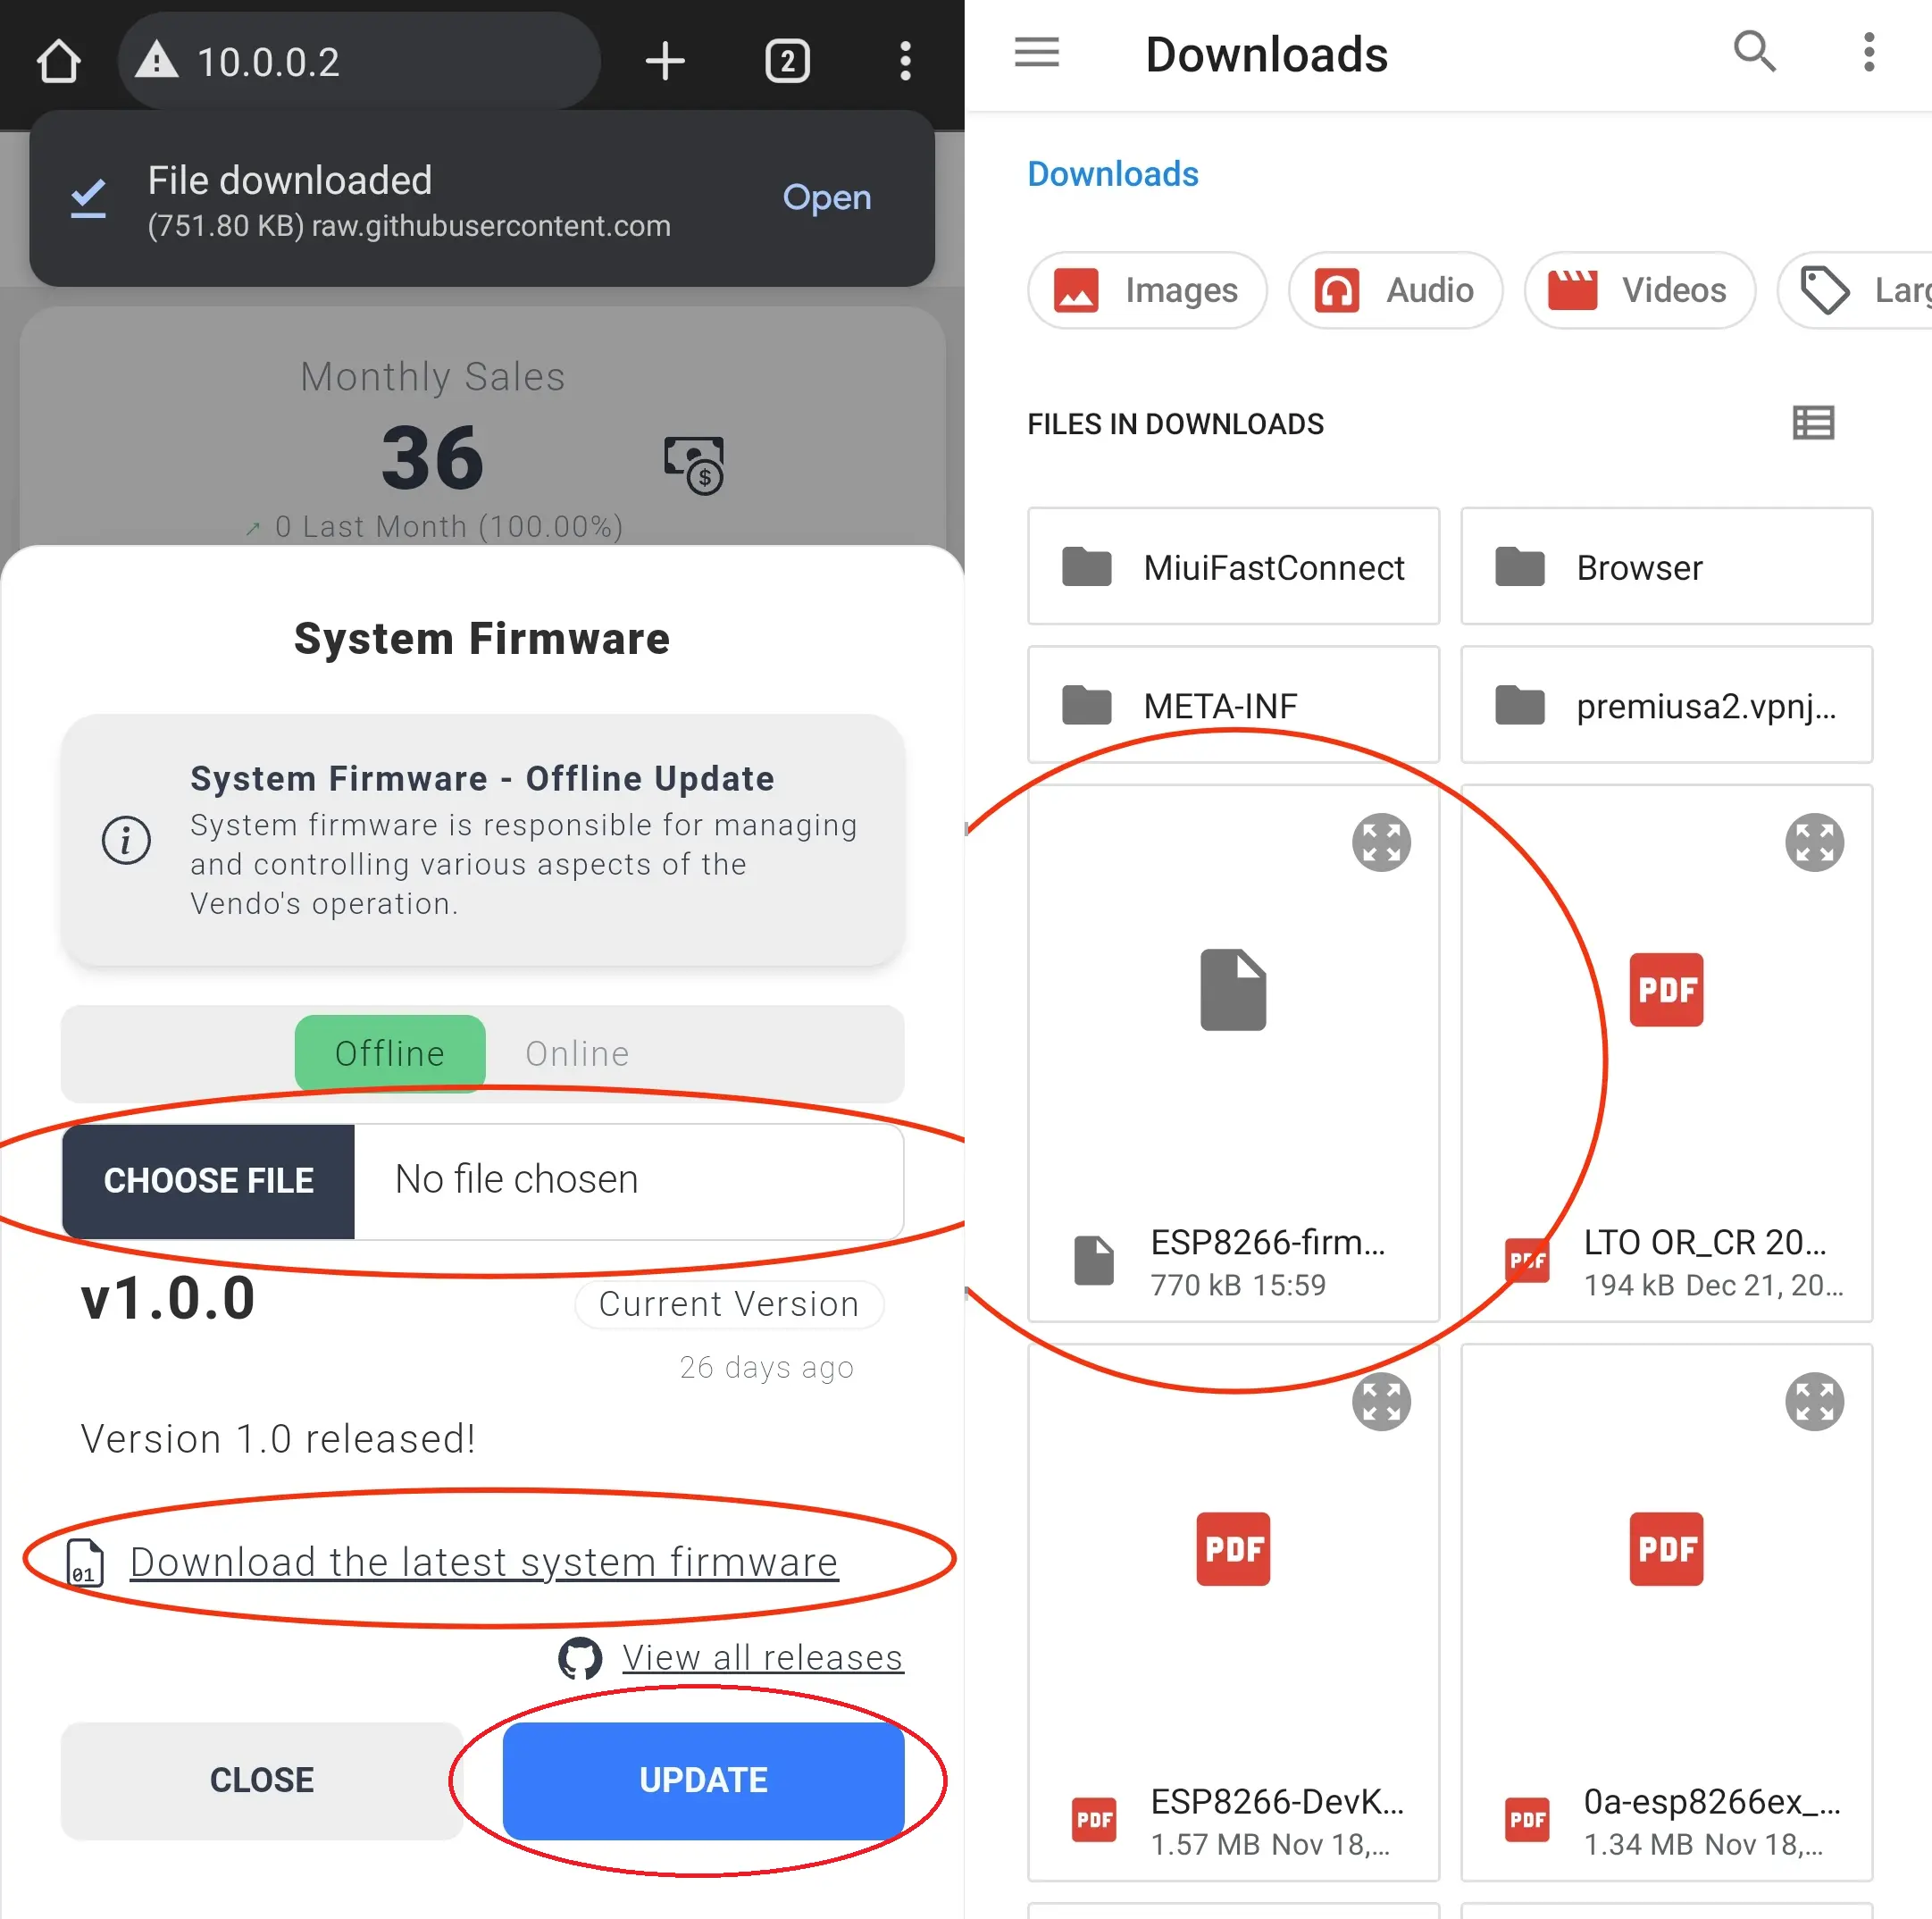 10.0.0.2
2
File downloaded
(751.80 KB) raw.githubusercontent.com
Open
Monthly Sales
36
$
↗ 0 Last Month (100.00%)
System Firmware
System Firmware - Offline Update
System firmware is responsible for managing
and controlling various aspects of the
Vendo's operation.
Offline
Online
CHOOSE FILE
No file chosen
v1.0.0
Current Version
26 days ago
Version 1.0 released!
01
Download the latest system firmware
View all releases
CLOSE
UPDATE
Downloads
Downloads
Images
Audio
Videos
Larg
FILES IN DOWNLOADS
MiuiFastConnect
Browser
META-INF
premiusa2.vpnj...
PDF
ESP8266-firm...
770 kB 15:59
PDF
LTO OR_CR 20...
194 kB Dec 21, 20...
PDF
PDF
PDF
ESP8266-DevK...
1.57 MB Nov 18,...
PDF
0a-esp8266ex_...
1.34 MB Nov 18,...